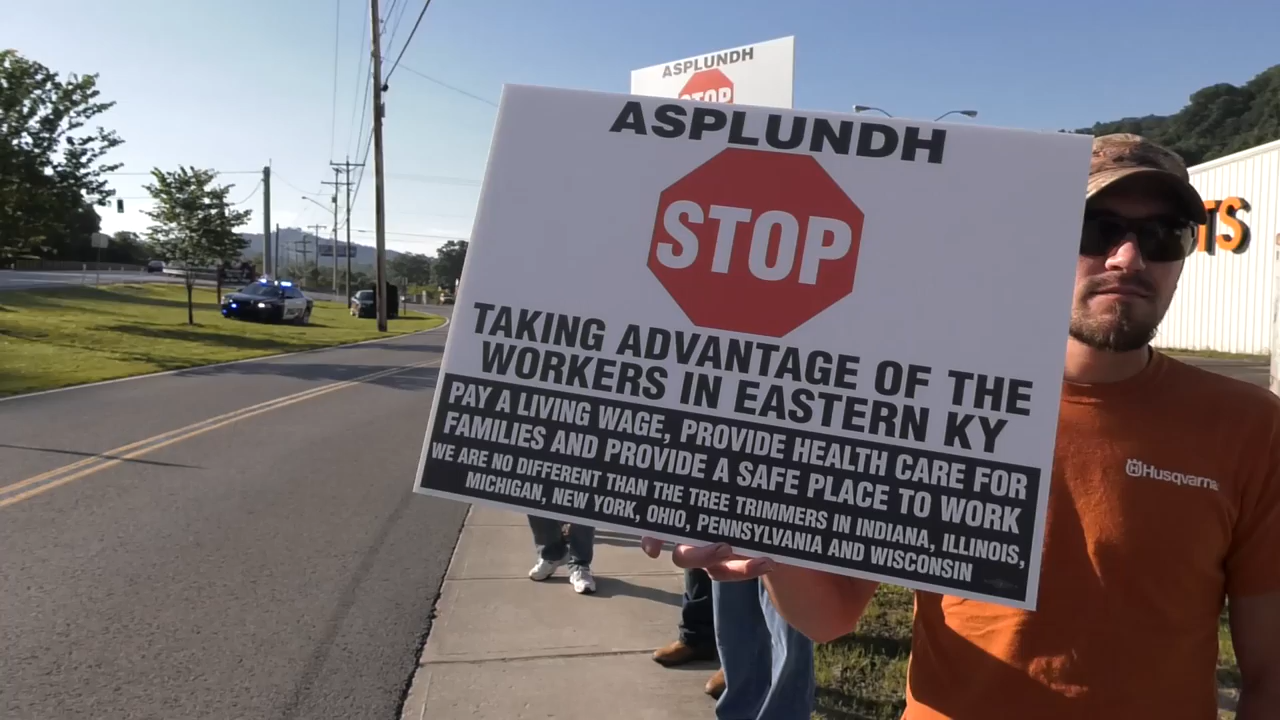 ASPLUNDH
STOP
ASPLUNDH
STOP
TAKING ADVANTAGE OF THE
WORKERS IN EASTERN KY
PAY A LIVING WAGE, PROVIDE HEALTH CARE FOR
FAMILIES AND PROVIDE A SAFE PLACE TO WORK
WE ARE NO DIFFERENT THAN THE TREE TRIMMERS IN INDIANA, ILLINOIS,
MICHIGAN, NEW YORK, OHIO, PENNSYLVANIA AND WISCONSIN
TS
Husqvarna